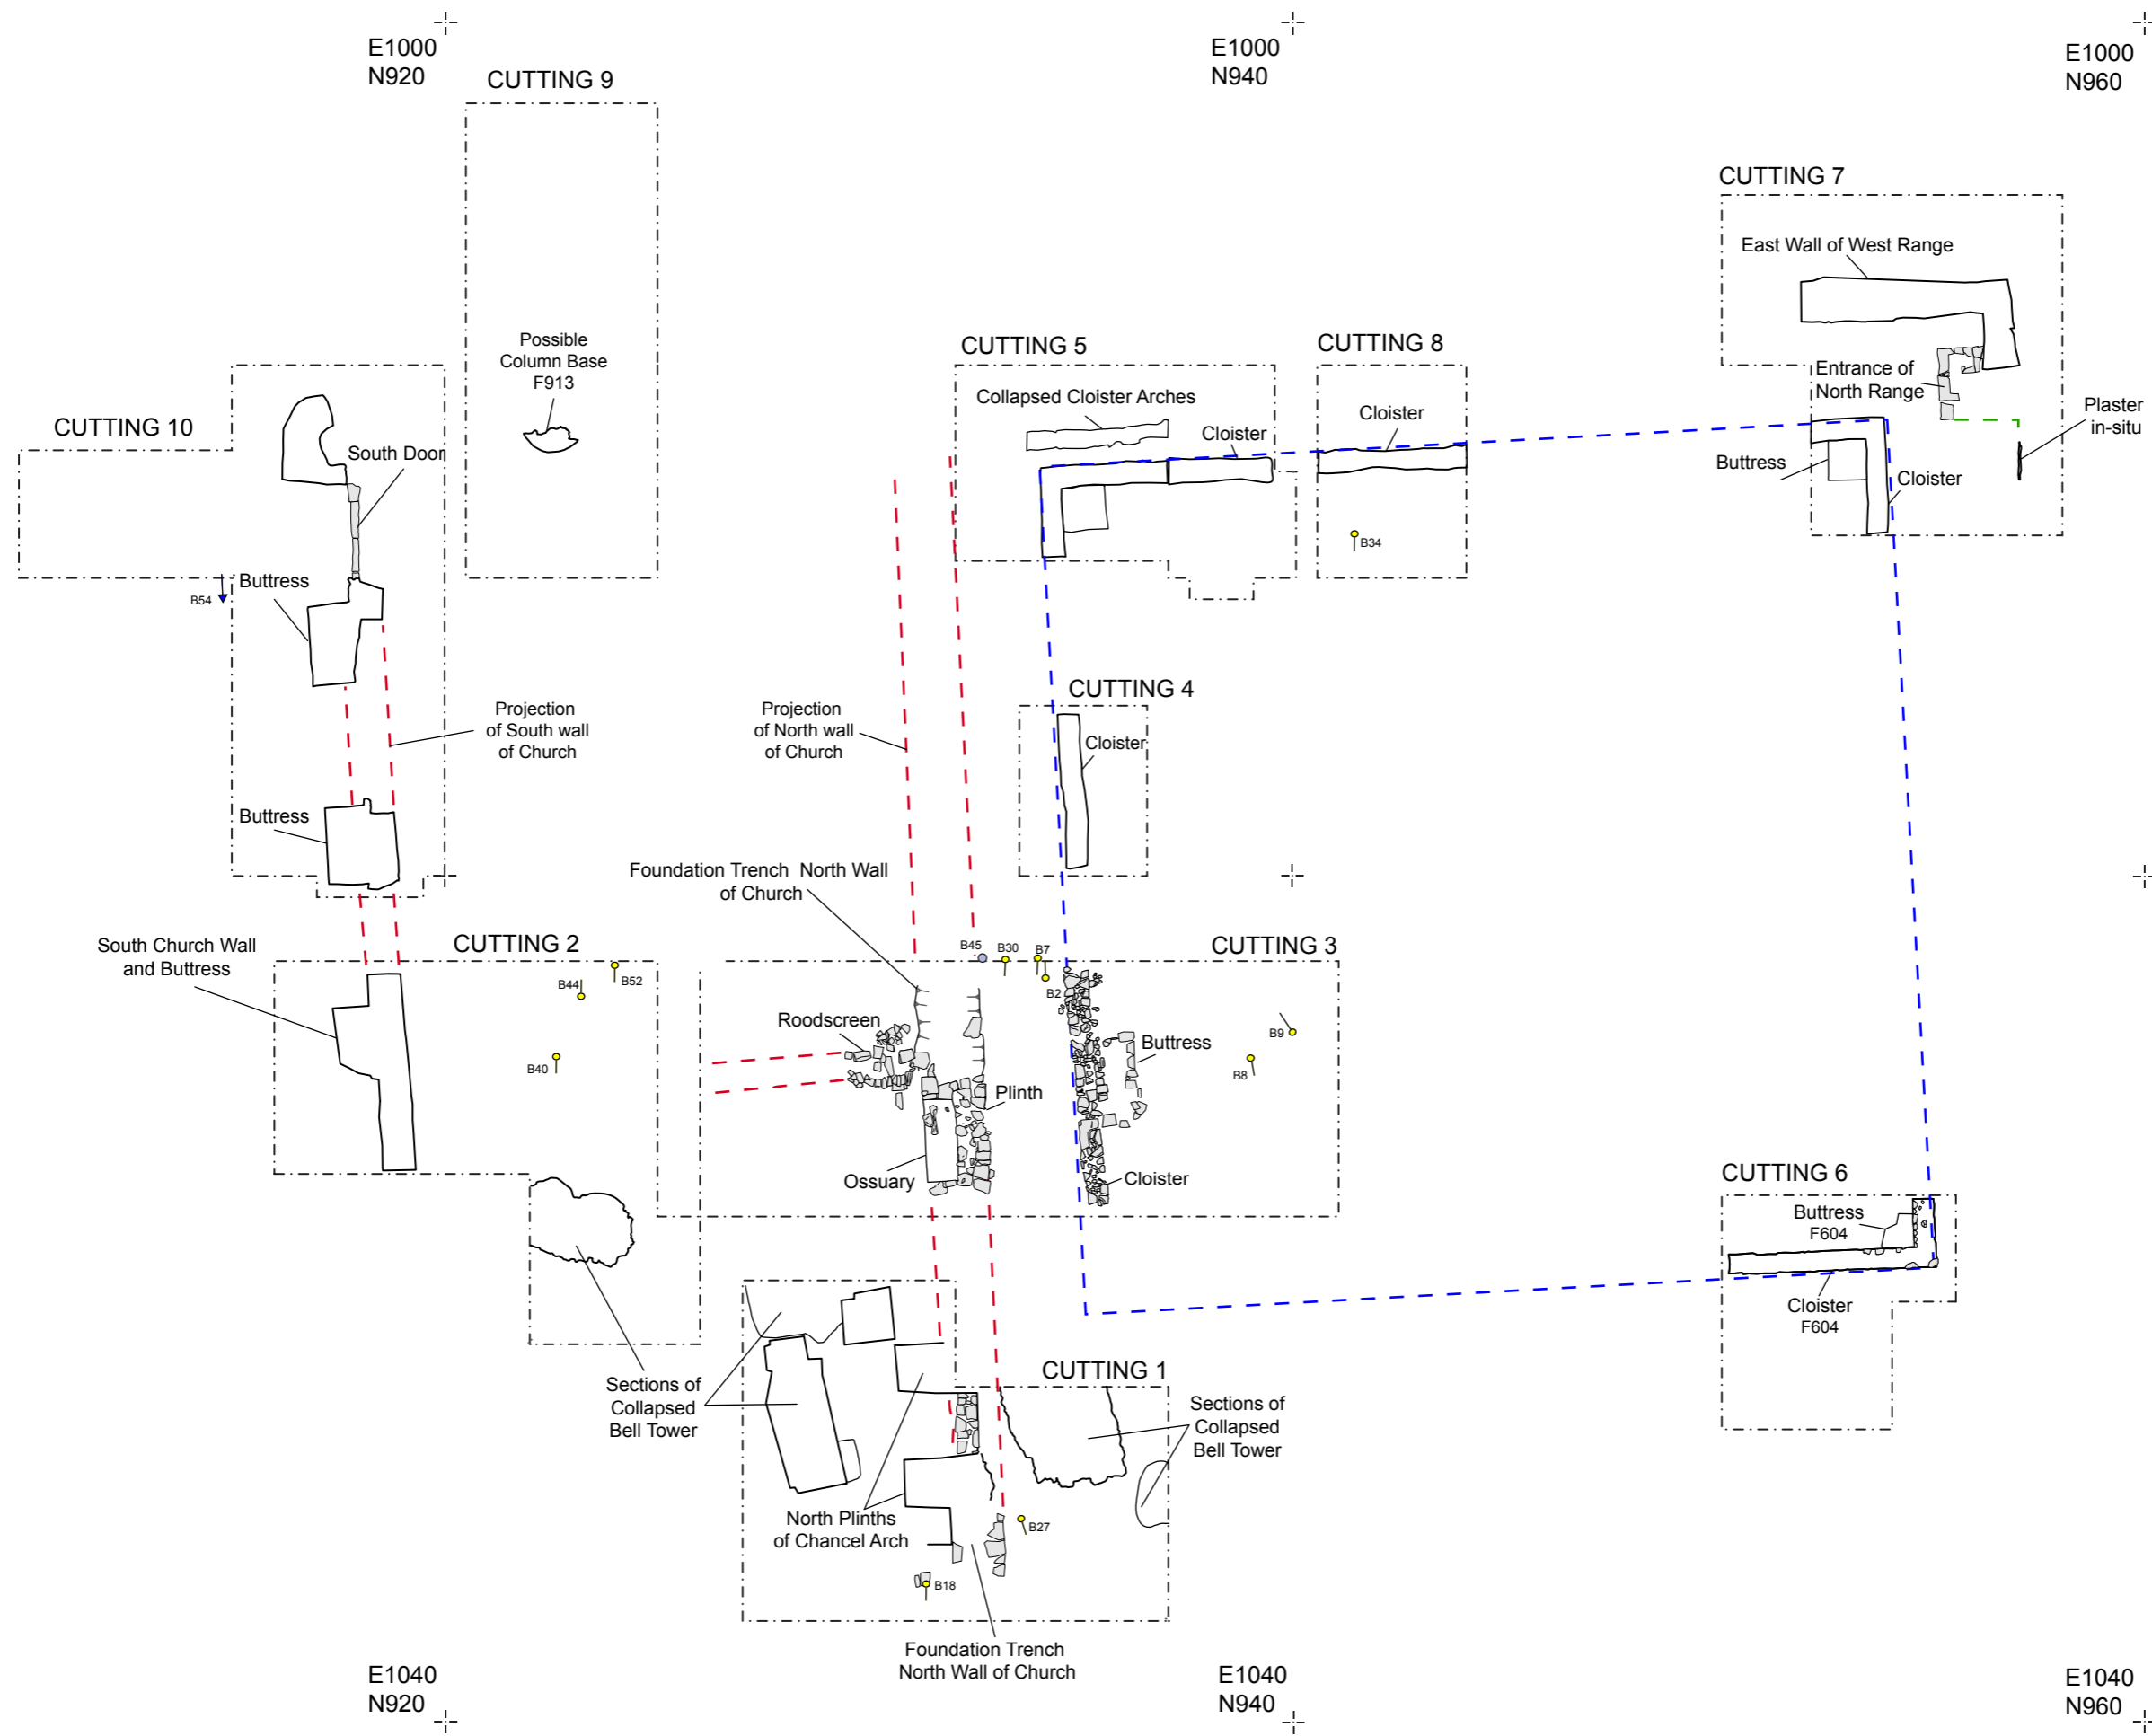 E1000
N920
E1000
N940
E1000
N960
CUTTING 9
CUTTING 7
East Wall of West Range
Possible
Column Base
F913
CUTTING 5
CUTTING 8
Entrance of
North Range
Collapsed Cloister Arches
Cloister
Cloister
Plaster
in-situ
CUTTING 10
South Door
Buttress
Cloister
B34
Buttress
B54
CUTTING 4
Projection
of South wall
of Church
Projection
of North wall
of Church
Cloister
Buttress
Foundation Trench North Wall
of Church
South Church Wall
and Buttress
CUTTING 2
B45
B30
B7
CUTTING 3
B44
B52
B2
Roodscreen
B9
Buttress
B40
B8
Plinth
Ossuary
Cloister
CUTTING 6
Buttress
F604
Cloister
F604
CUTTING 1
Sections of
Collapsed
Bell Tower
Sections of
Collapsed
Bell Tower
North Plinths
of Chancel Arch
B27
B18
Foundation Trench
North Wall of Church
E1040
N920
E1040
N940
E1040
N960